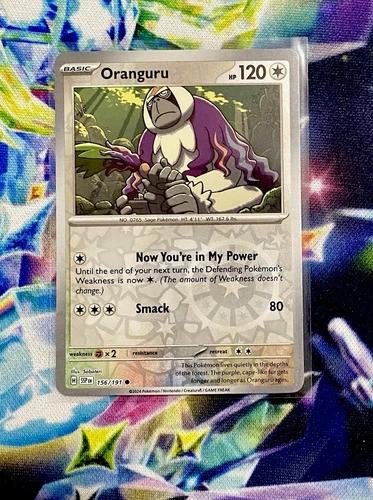 BASIC Oranguru HP 120
NO. 0765 Sage Pokémon HT: 4'11" WT: 167.6 lbs.
Now You're in My Power
Until the end of your next turn, the Defending Pokémon's
Weakness is now . (The amount of Weakness doesn't
change.)
Smack 80
weakness ×2 resistance retreat
Illus. Saboteri
H SSP EN 156/191
This Pokémon lives quietly in the depths
of the forest. The purple, cape-like fur gets
longer and longer as Oranguru ages.
©2024 Pokémon / Nintendo / Creatures / GAME FREAK